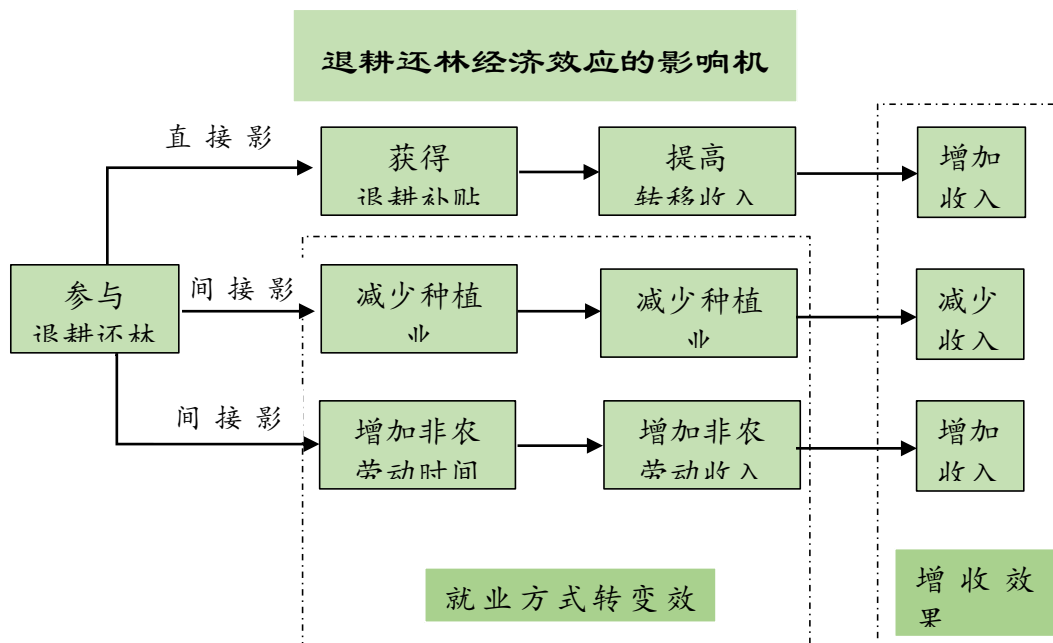 退耕还林经济效应的影响机
直接影
获得
退耕补贴
提高
转移收入
增加
收入
参与
退耕还林
间接影
减少种植
业
减少种植
业
减少
收入
间接影
增加非农
劳动时间
增加非农
劳动收入
增加
收入
就业方式转变效
增收效
果